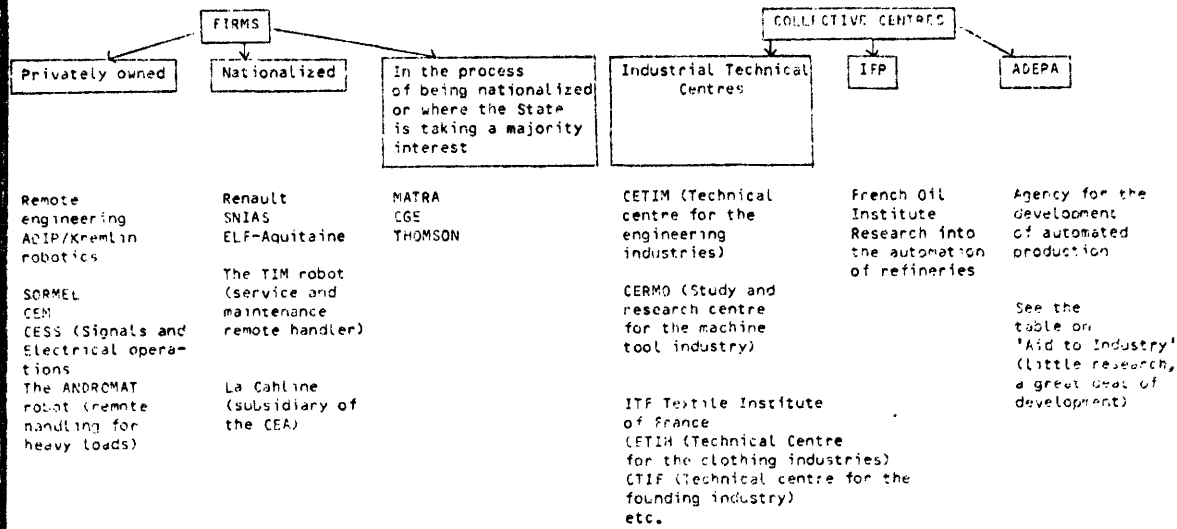 FIRMS
COLLECTIVE CENTRES
Privately owned
Nationalized
In the process
of being nationalized
or where the State
is taking a majority
interest
Industrial Technical
Centres
IFP
ADEPA
Remote
engineering
ACIP/Kremlin
robotics
SORMEL
CEM
CESS (Signals and
Electrical opera-
tions
The ANDROMAT
robot (remote
handling for
heavy loads)
Renault
SNIAS
ELF-Aquitaine
The TIM robot
(service and
maintenance
remote handler)
La Cahline
(subsidiary of
the CEA)
MATRA
CGE
THOMSON
CETIM (Technical
centre for the
engineering
industries)
CERMO (Study and
research centre
for the machine
tool industry)
ITF Textile Institute
of France
CETIH (Technical Centre
for the clothing industries)
CTIF (Technical centre for the
founding industry)
etc.
French Oil
Institute
Research into
the automation
of refineries
Agency for the
development
of automated
production
See the
table on
'Aid to Industry'
(little research,
a great deal of
development)